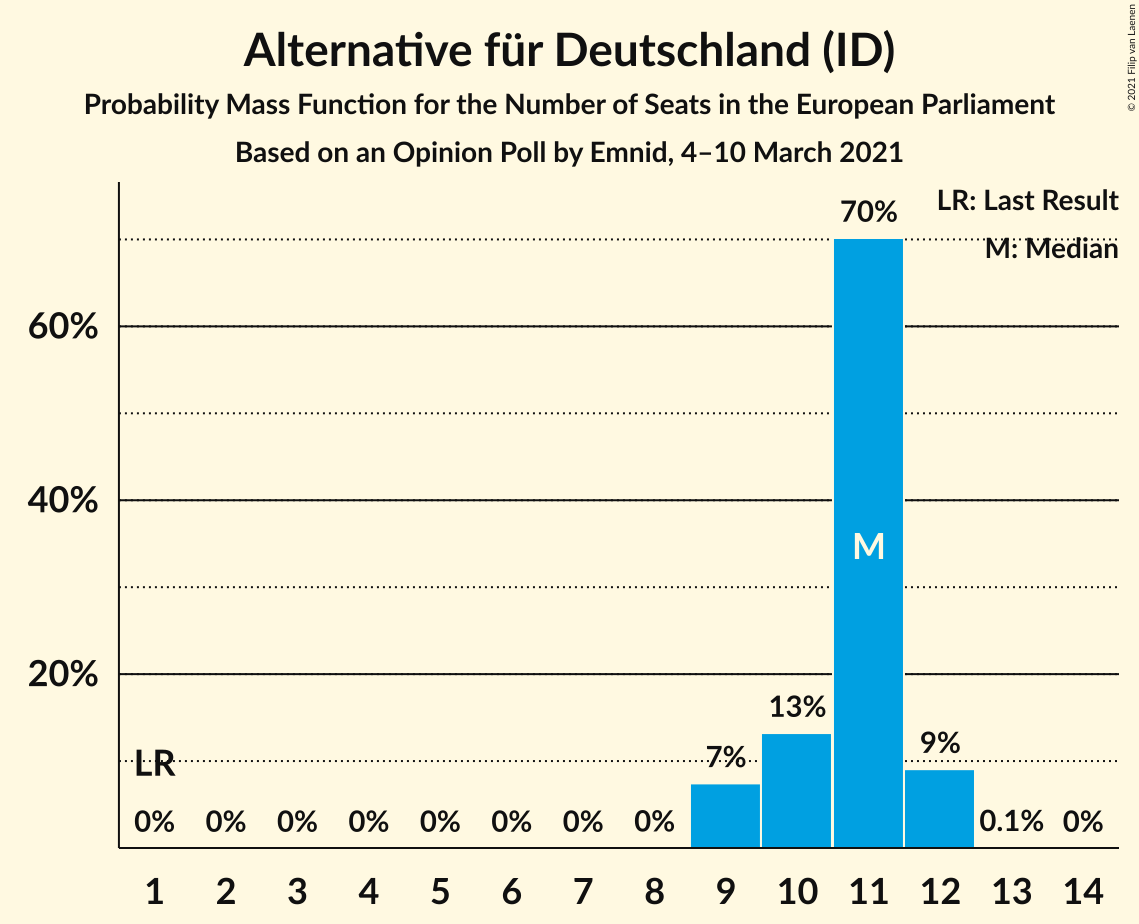 Alternative für Deutschland (ID)
Probability Mass Function for the Number of Seats in the European Parliament
Based on an Opinion Poll by Emnid, 4–10 March 2021
© 2021 Filip van Laenen
LR: Last Result
M: Median
60%
40%
20%
70%
M
13%
9%
7%
LR
0% 0% 0% 0% 0% 0% 0% 0% 0.1% 0%
1 2 3 4 5 6 7 8 9 10 11 12 13 14